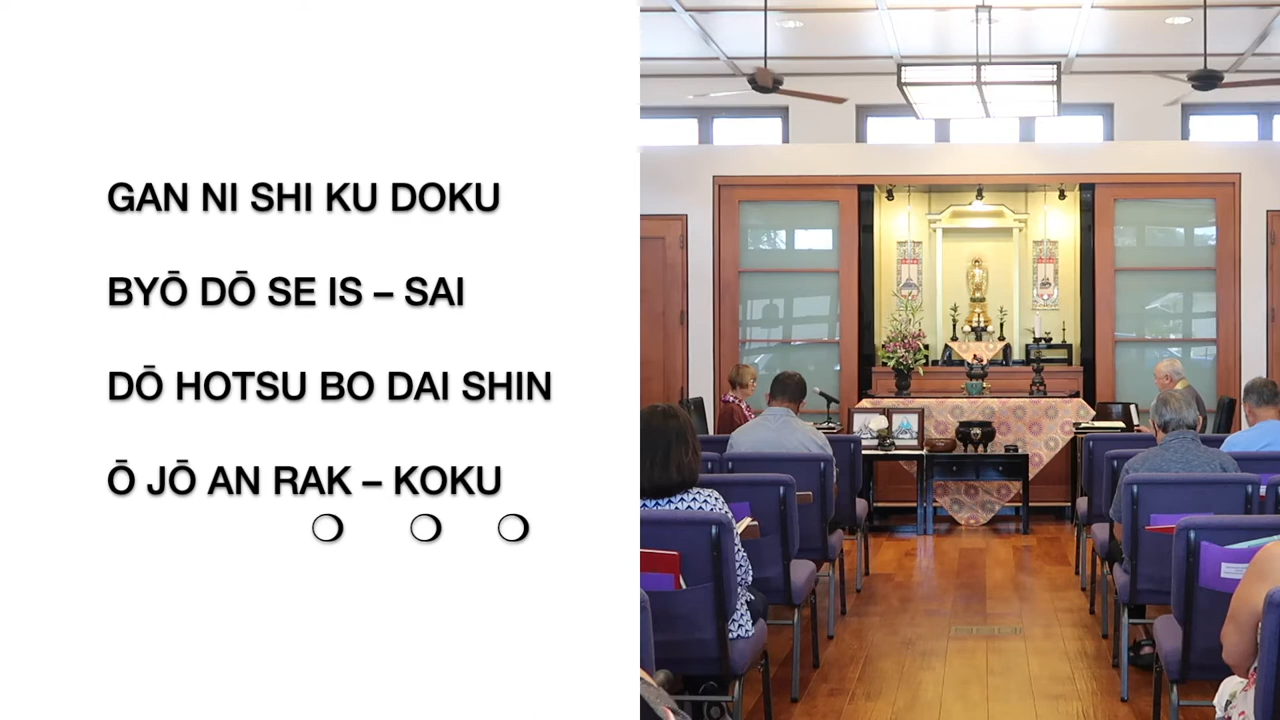 GAN NI SHI KU DOKU
BYŌ DŌ SE IS – SAI
DŌ HOTSU BO DAI SHIN
Ō JŌ AN RAK – KOKU